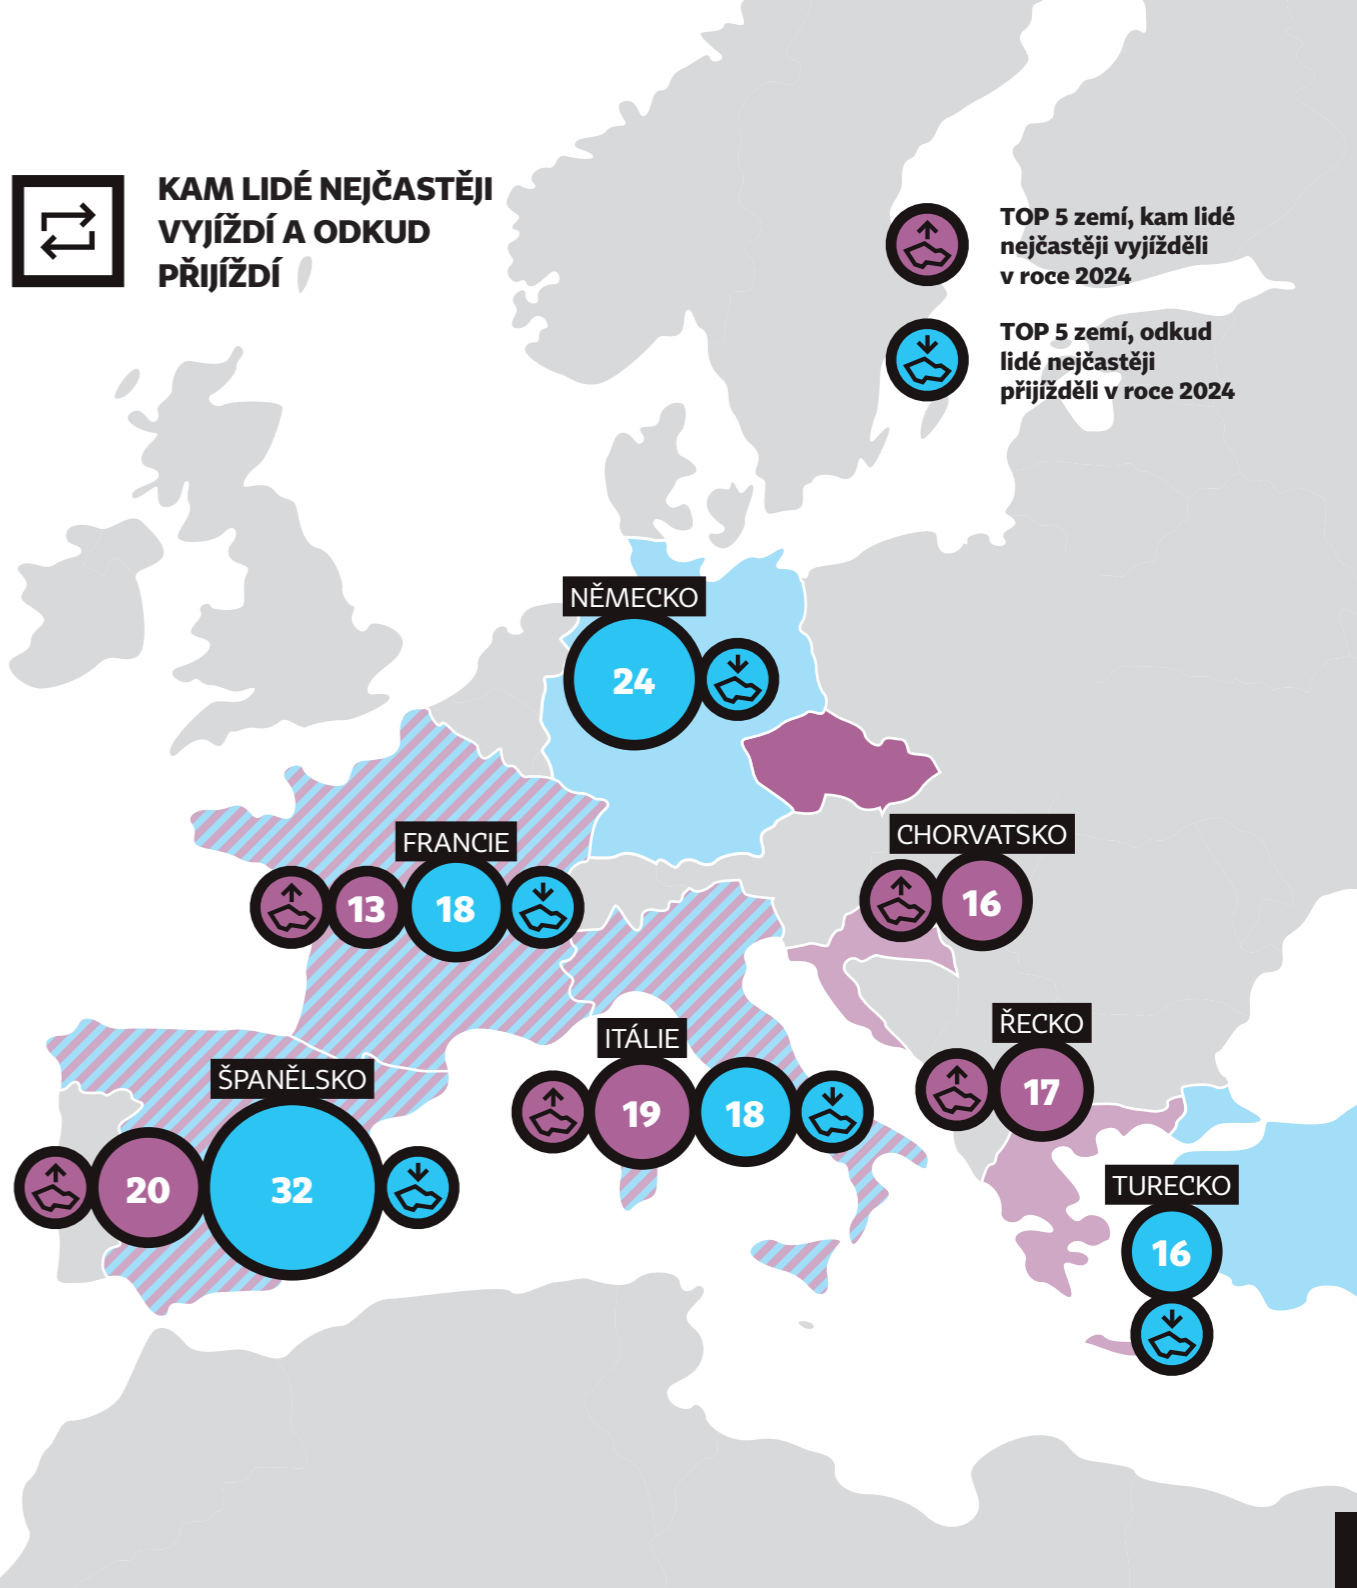 KAM LIDÉ NEJČASTĚJI
VYJÍŽDÍ A ODKUD
PŘIJÍŽDÍ
TOP 5 zemí, kam lidé
nejčastěji vyjížděli
v roce 2024
TOP 5 zemí, odkud
lidé nejčastěji
přijížděli v roce 2024
NĚMECKO
24
FRANCIE
13
18
CHORVATSKO
16
ŘECKO
17
ITÁLIE
19
18
ŠPANĚLSKO
20
32
TURECKO
16